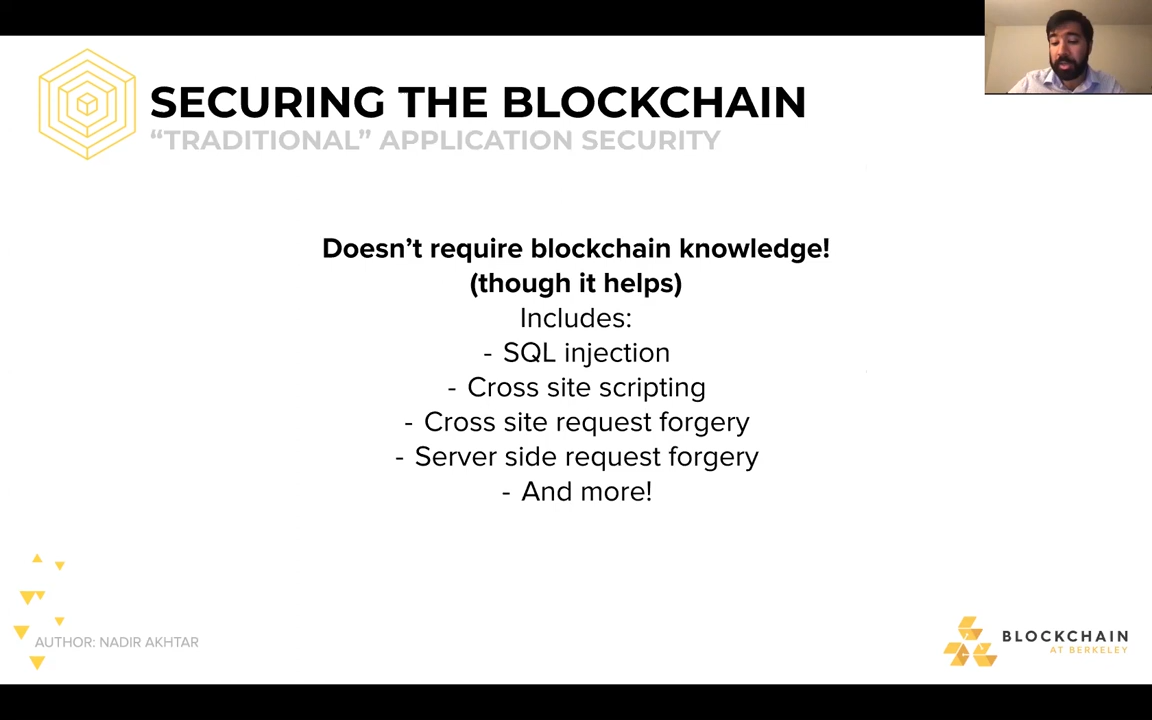 SECURING THE BLOCKCHAIN
“TRADITIONAL” APPLICATION SECURITY
Doesn’t require blockchain knowledge!
(though it helps)
Includes:
- SQL injection
- Cross site scripting
- Cross site request forgery
- Server side request forgery
- And more!
AUTHOR: NADIR AKHTAR
BLOCKCHAIN
AT BERKELEY